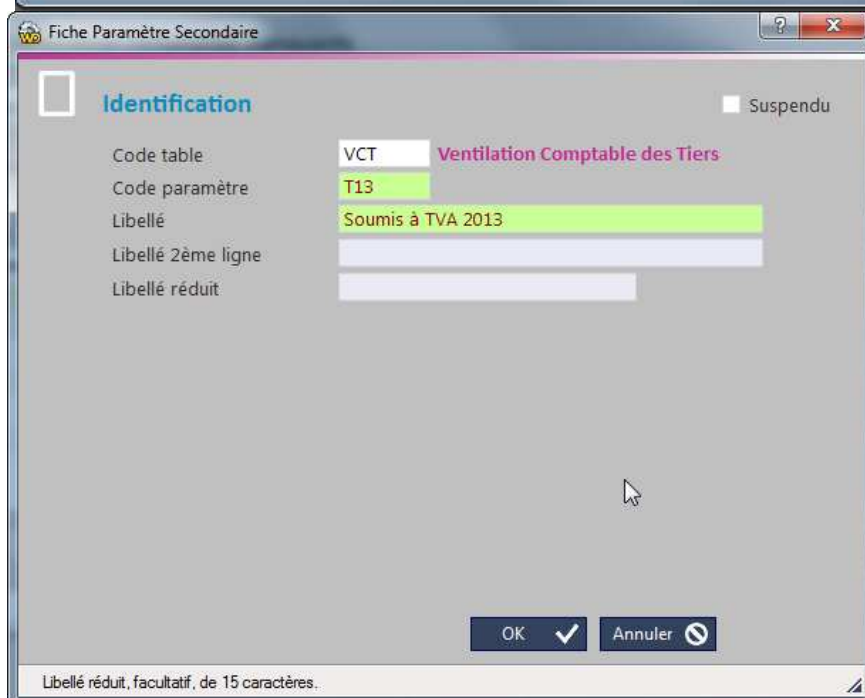 Fiche Paramètre Secondaire
Identification
Suspendu
Code table VCT Ventilation Comptable des Tiers
Code paramètre T13
Libellé Soumis à TVA 2013
Libellé 2ème ligne
Libellé réduit
OK Annuler
Libellé réduit, facultatif, de 15 caractères.